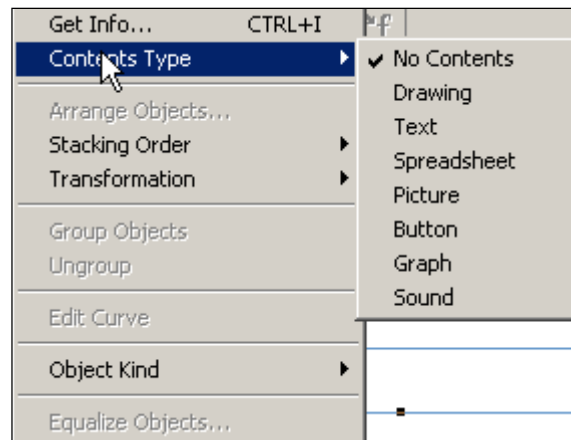 Get Info... CTRL+I
Contents Type
Arrange Objects...
Stacking Order
Transformation
Group Objects
Ungroup
Edit Curve
Object Kind
Equalize Objects...
No Contents
Drawing
Text
Spreadsheet
Picture
Button
Graph
Sound